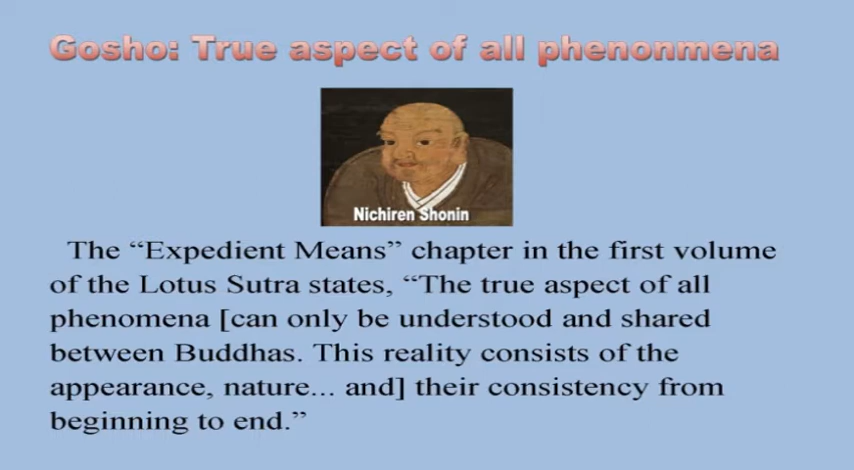 Gosho: True aspect of all phenonmena
Nichiren Shonin
The “Expedient Means” chapter in the first volume
of the Lotus Sutra states, “The true aspect of all
phenomena [can only be understood and shared
between Buddhas. This reality consists of the
appearance, nature... and] their consistency from
beginning to end.”